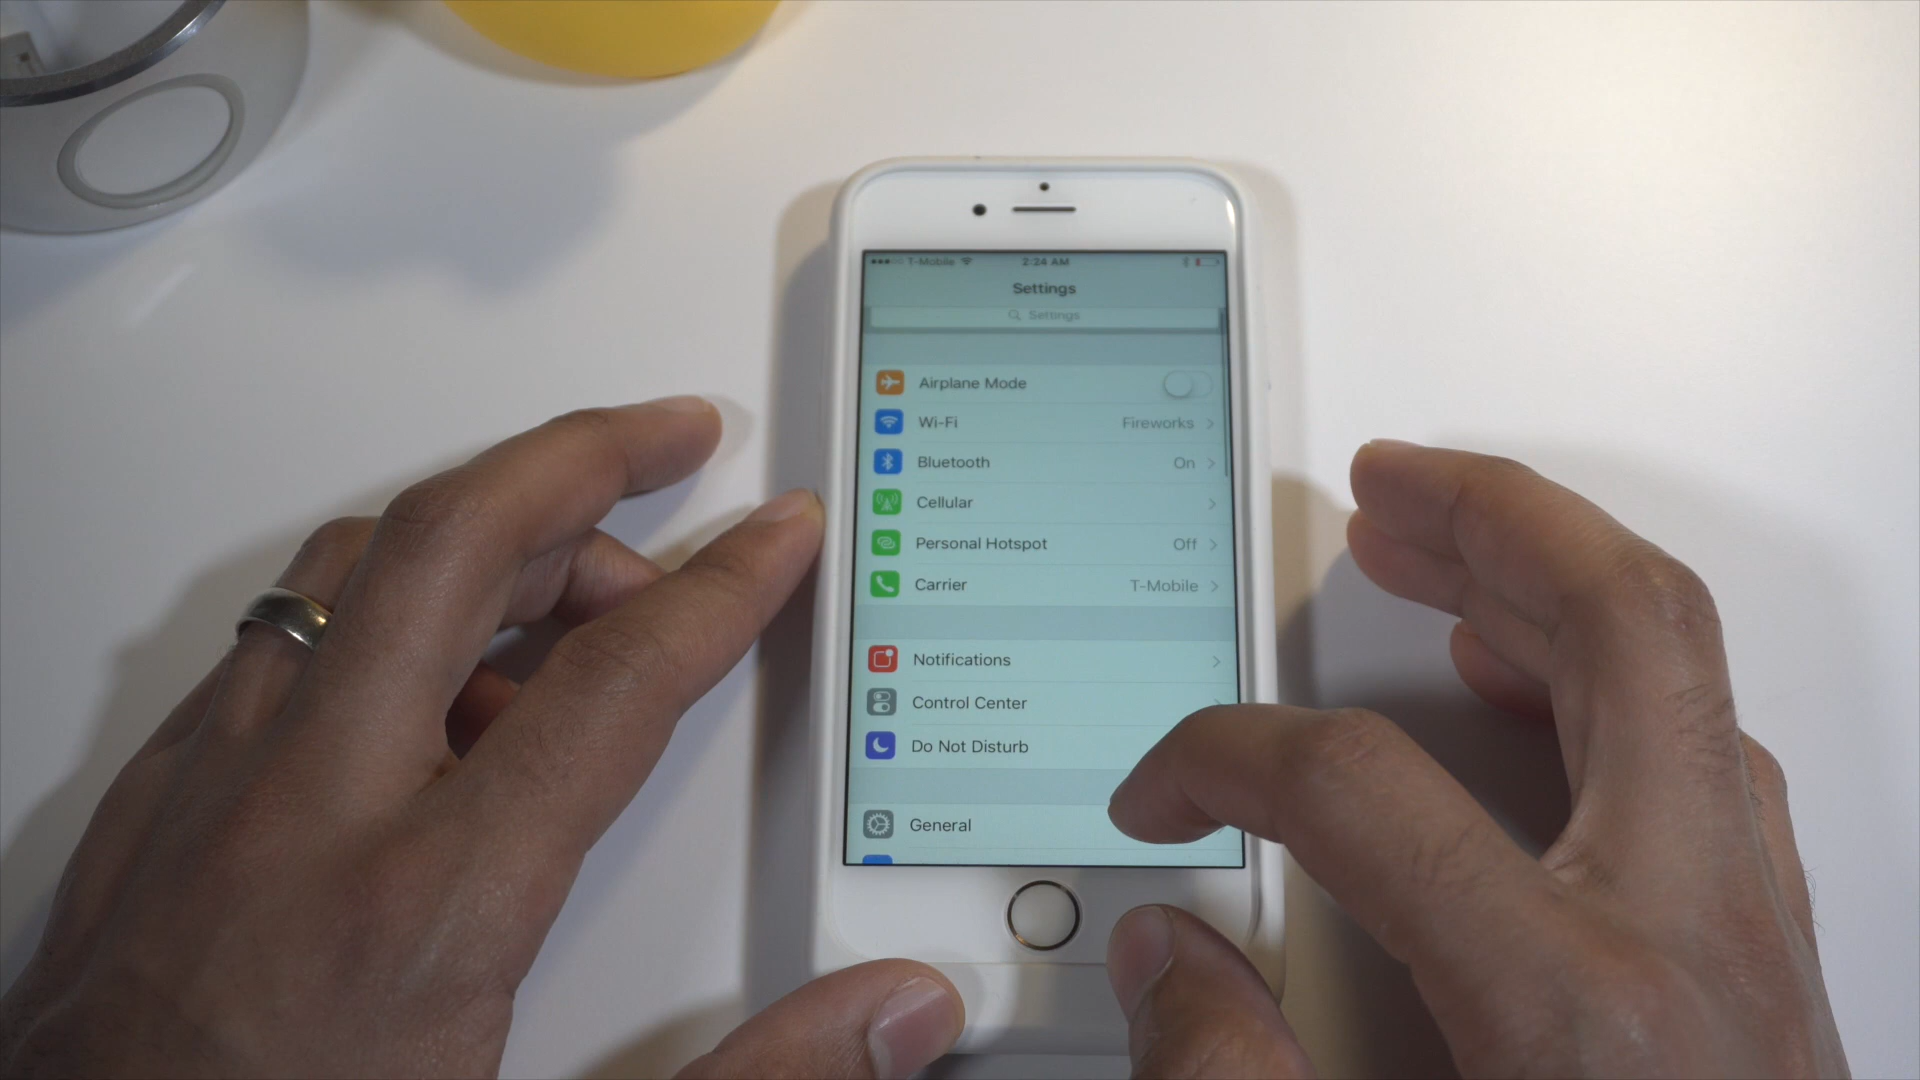 T-Mobile 2:24 AM
Settings
Settings
Airplane Mode
Wi-Fi Fireworks
Bluetooth On
Cellular
Personal Hotspot Off
Carrier T-Mobile
Notifications
Control Center
Do Not Disturb
General